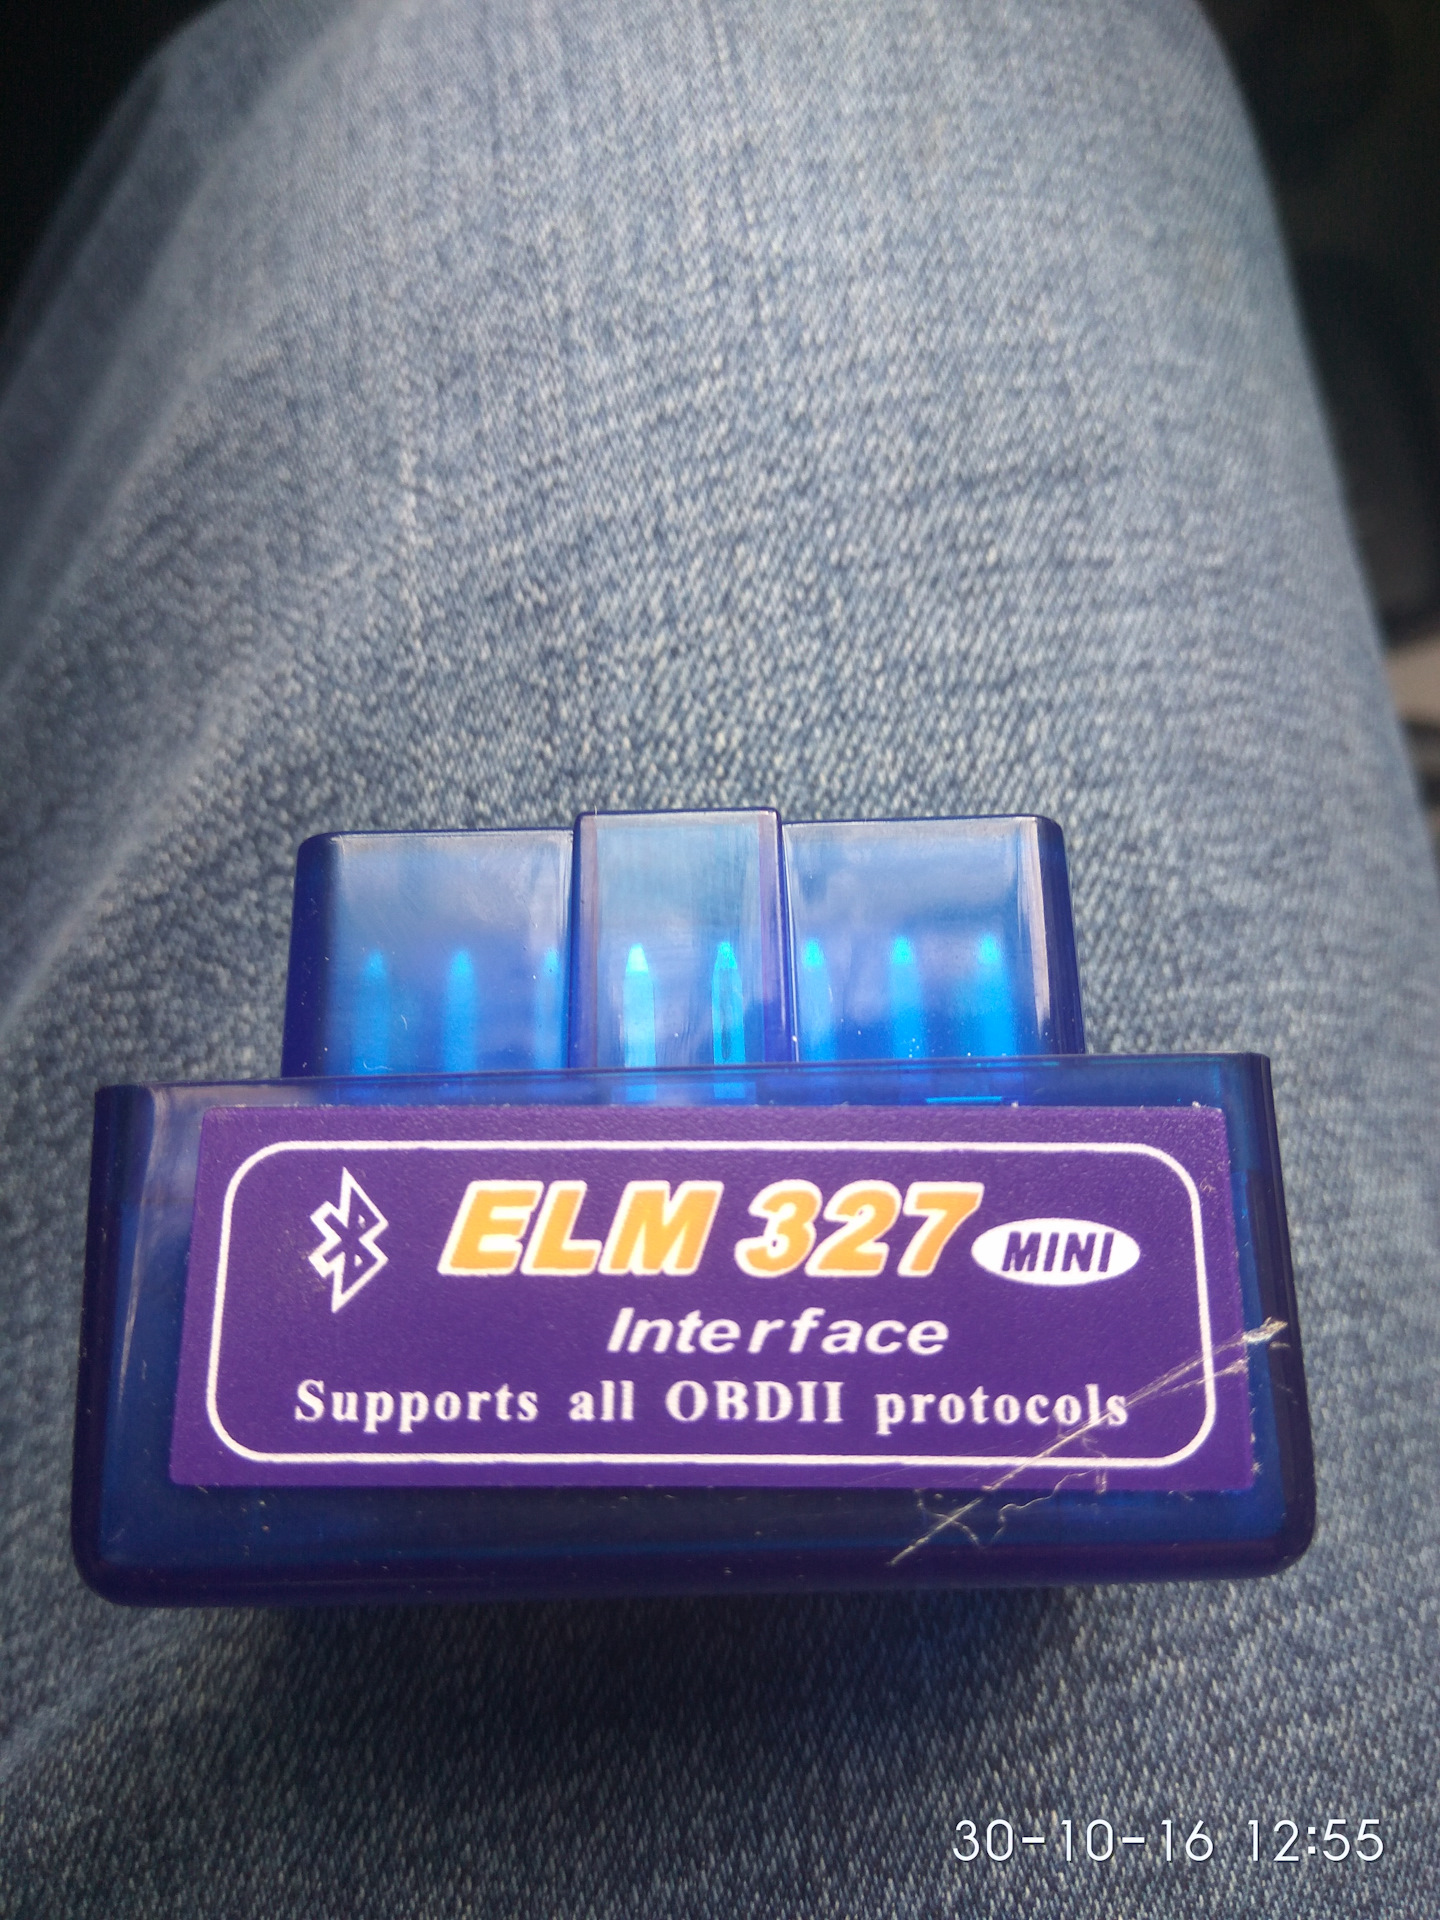 ELM 327 MINI
Interface
Supports all OBDII protocols
30-10-16 12:55